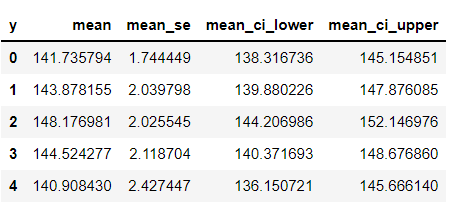 y mean mean_se mean_ci_lower mean_ci_upper
0 141.735794 1.744449 138.316736 145.154851
1 143.878155 2.039798 139.880226 147.876085
2 148.176981 2.025545 144.206986 152.146976
3 144.524277 2.118704 140.371693 148.676860
4 140.908430 2.427447 136.150721 145.666140